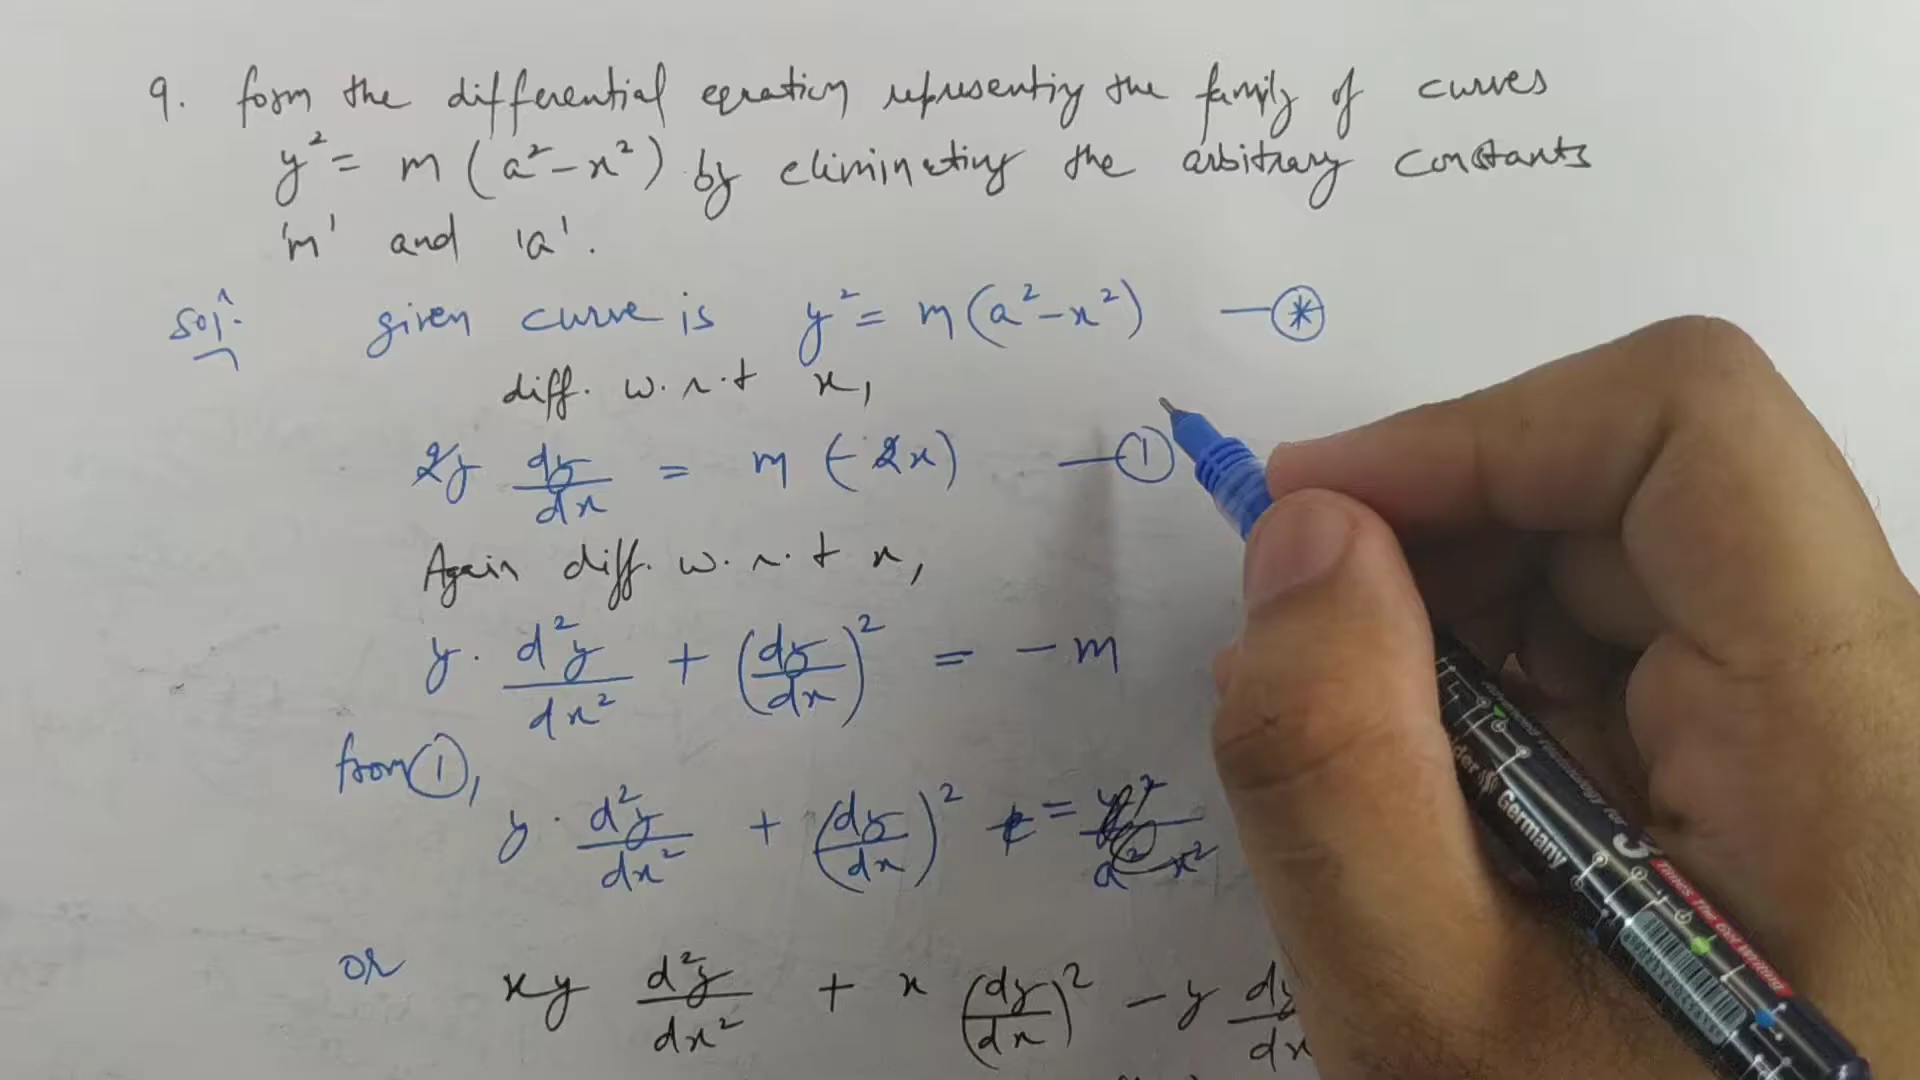 9. form the differential equation representing the family of curves
y² = m (a² - x²) by eliminating the arbitrary constants
'm' and 'a'.
Sol. given curve is y² = m (a² - x²) — ⊛
diff. w.r.t x,
2y dy/dx = m (-2x) — ①
Again diff. w.r.t x,
y. d²y/dx² + (dy/dx)² = -m
from ①,
y. d²y/dx² + (dy/dx)² =
or xy d²y/dx² + x (dy/dx)² - y dy/dx
Germany
3